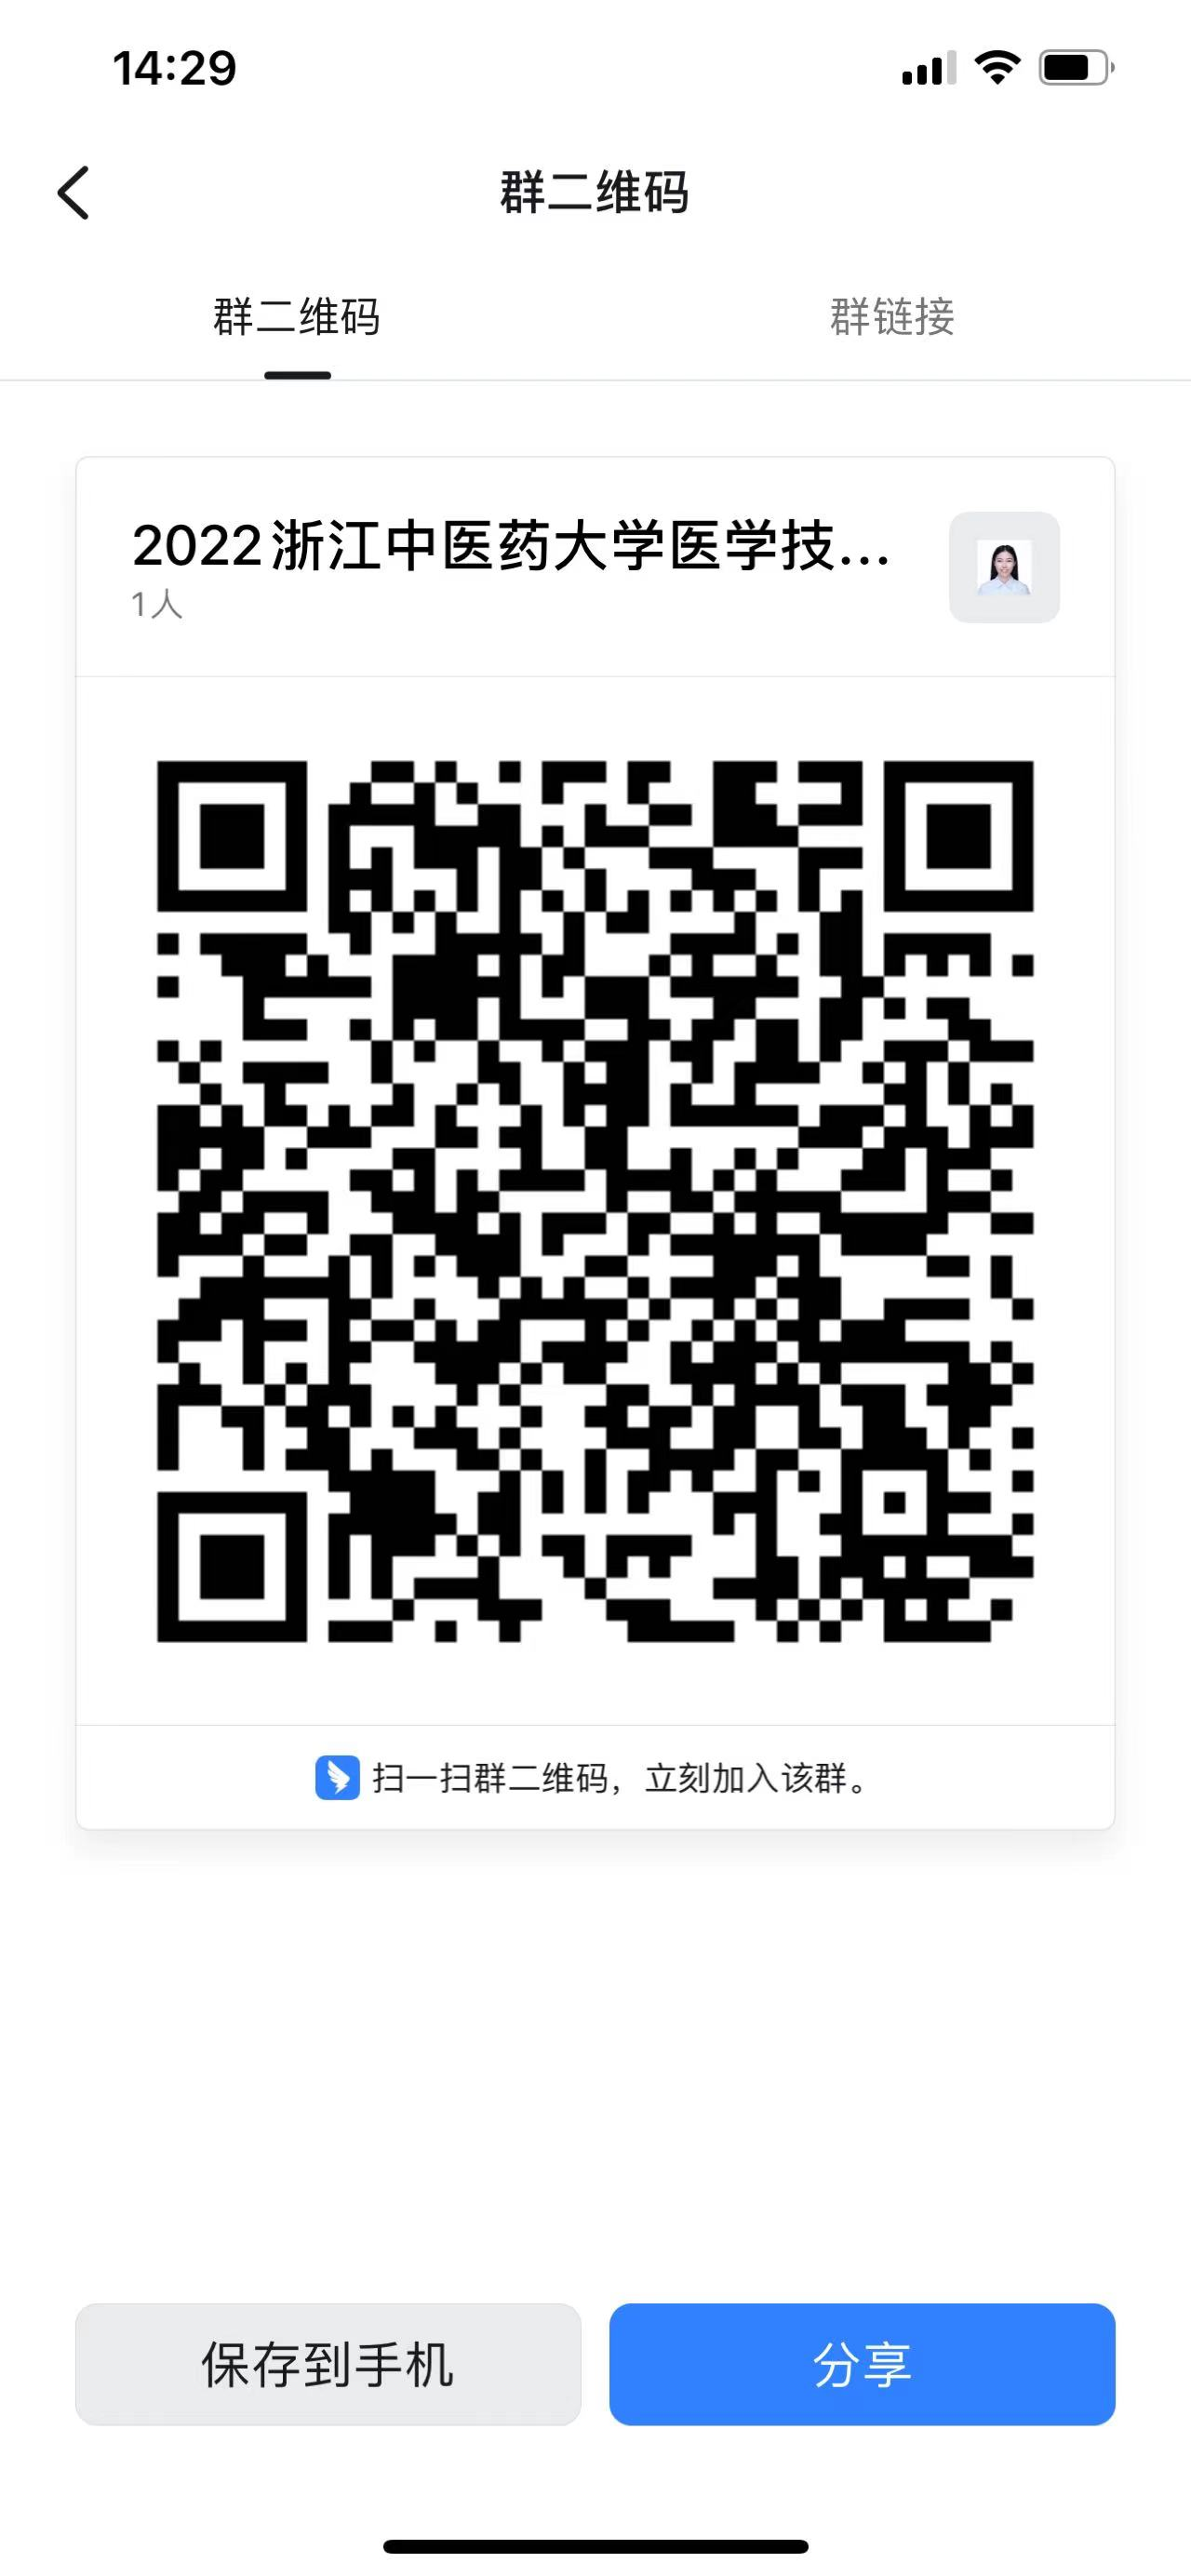 14:29
群二维码
群二维码
群链接
2022浙江中医药大学医学技...
1人
扫一扫群二维码，立刻加入该群。
保存到手机
分享